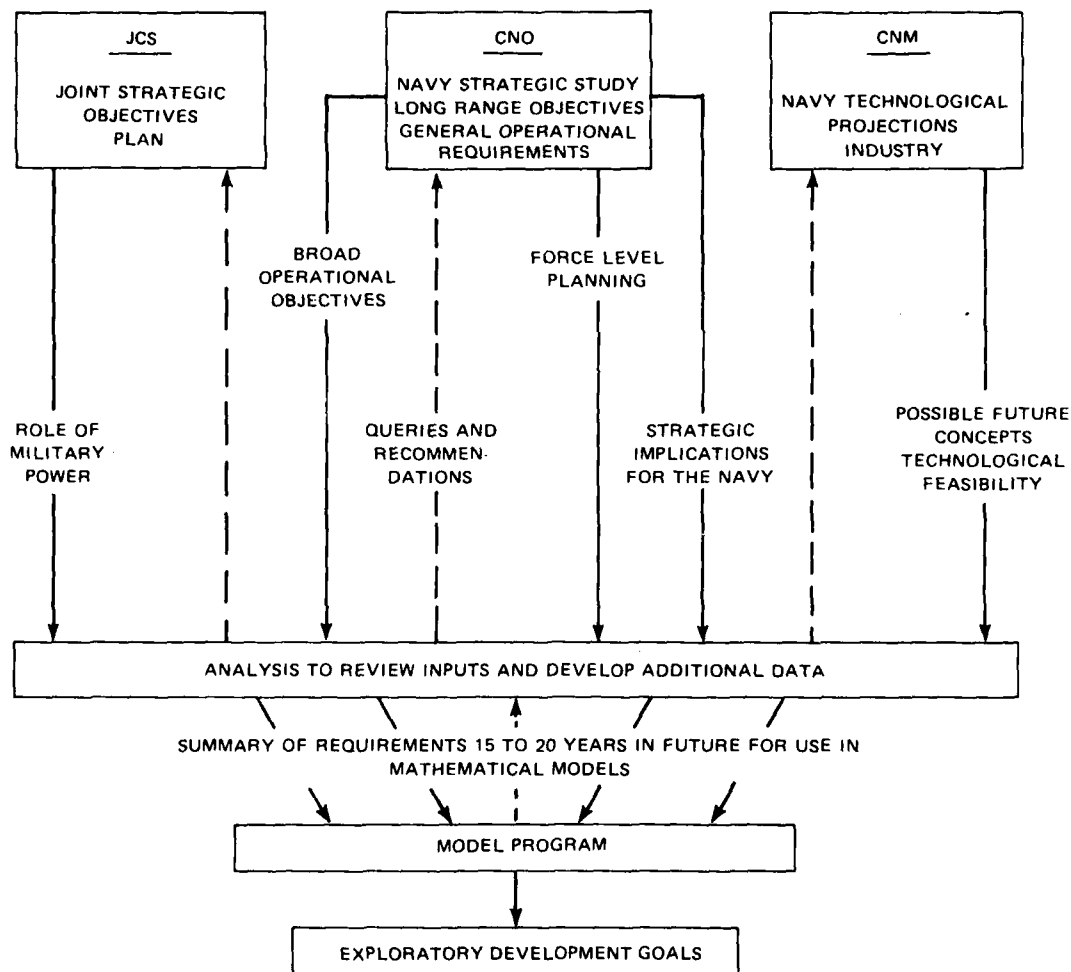 JCS
JOINT STRATEGIC
OBJECTIVES
PLAN
CNO
NAVY STRATEGIC STUDY
LONG RANGE OBJECTIVES
GENERAL OPERATIONAL
REQUIREMENTS
CNM
NAVY TECHNOLOGICAL
PROJECTIONS
INDUSTRY
BROAD
OPERATIONAL
OBJECTIVES
FORCE LEVEL
PLANNING
ROLE OF
MILITARY
POWER
QUERIES AND
RECOMMEN-
DATIONS
STRATEGIC
IMPLICATIONS
FOR THE NAVY
POSSIBLE FUTURE
CONCEPTS
TECHNOLOGICAL
FEASIBILITY
ANALYSIS TO REVIEW INPUTS AND DEVELOP ADDITIONAL DATA
SUMMARY OF REQUIREMENTS 15 TO 20 YEARS IN FUTURE FOR USE IN
MATHEMATICAL MODELS
MODEL PROGRAM
EXPLORATORY DEVELOPMENT GOALS